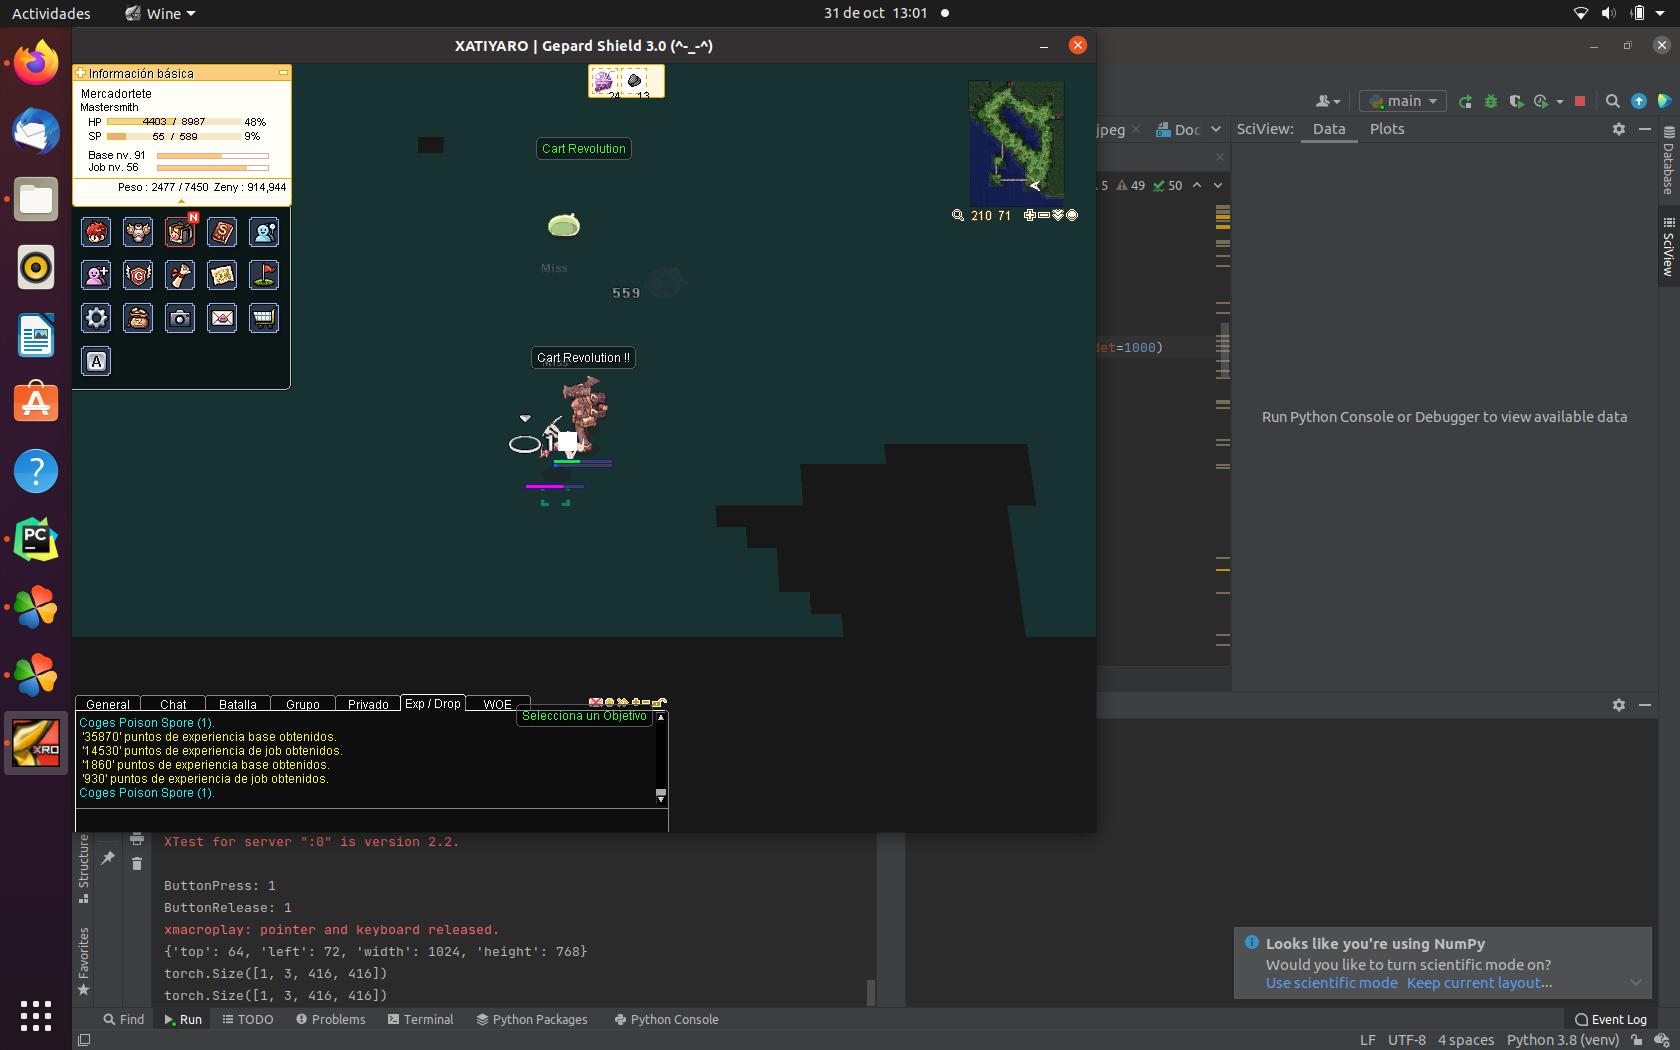 Actividades
Wine
31 de oct 13:01
XATIYARO | Gepard Shield 3.0 (^-_-^)
Información básica
Mercadortete
Mastersmith
HP 4403 / 8987 48%
SP 55 / 589 9%
Base nv. 91
Job nv. 56
Peso : 2477 / 7450 Zeny : 914,944
N
A
24 13
Cart Revolution
Miss
559
Cart Revolution !!
210 71
main
jpeg
Doc
SciView:
Data
Plots
5
49
50
det=1000)
Run Python Console or Debugger to view available data
Database
SciView
General
Chat
Batalla
Grupo
Privado
Exp / Drop
WOE
Selecciona un Objetivo
Coges Poison Spore (1).
'35870' puntos de experiencia base obtenidos.
'14530' puntos de experiencia de job obtenidos.
'1860' puntos de experiencia base obtenidos.
'930' puntos de experiencia de job obtenidos.
Coges Poison Spore (1).
XRO
PC
Structure
Favorites
XTest for server ":0" is version 2.2.
ButtonPress: 1
ButtonRelease: 1
xmacroplay: pointer and keyboard released.
{'top': 64, 'left': 72, 'width': 1024, 'height': 768}
torch.Size([1, 3, 416, 416])
torch.Size([1, 3, 416, 416])
Looks like you're using NumPy
Would you like to turn scientific mode on?
Use scientific mode Keep current layout...
Find
Run
TODO
Problems
Terminal
Python Packages
Python Console
Event Log
LF UTF-8 4 spaces Python 3.8 (venv)